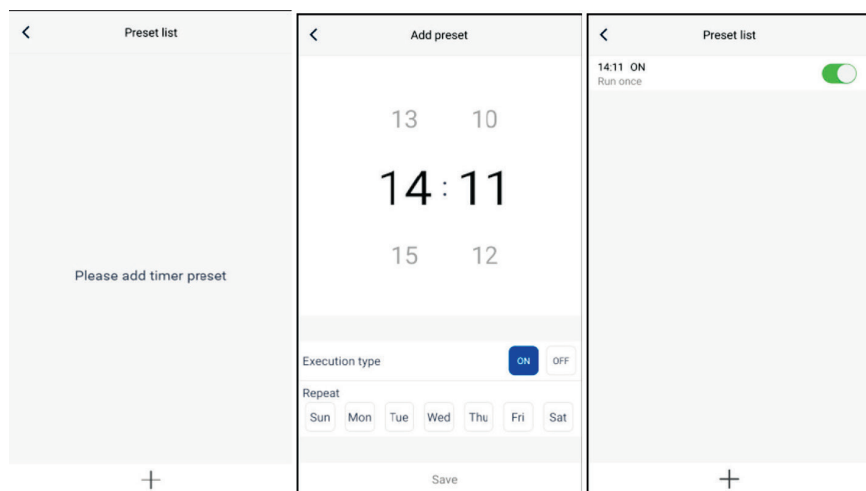 Preset list
Please add timer preset
+
Add preset
13 10
14 : 11
15 12
Execution type ON OFF
Repeat
Sun Mon Tue Wed Thu Fri Sat
Save
Preset list
14:11 ON
Run once
+